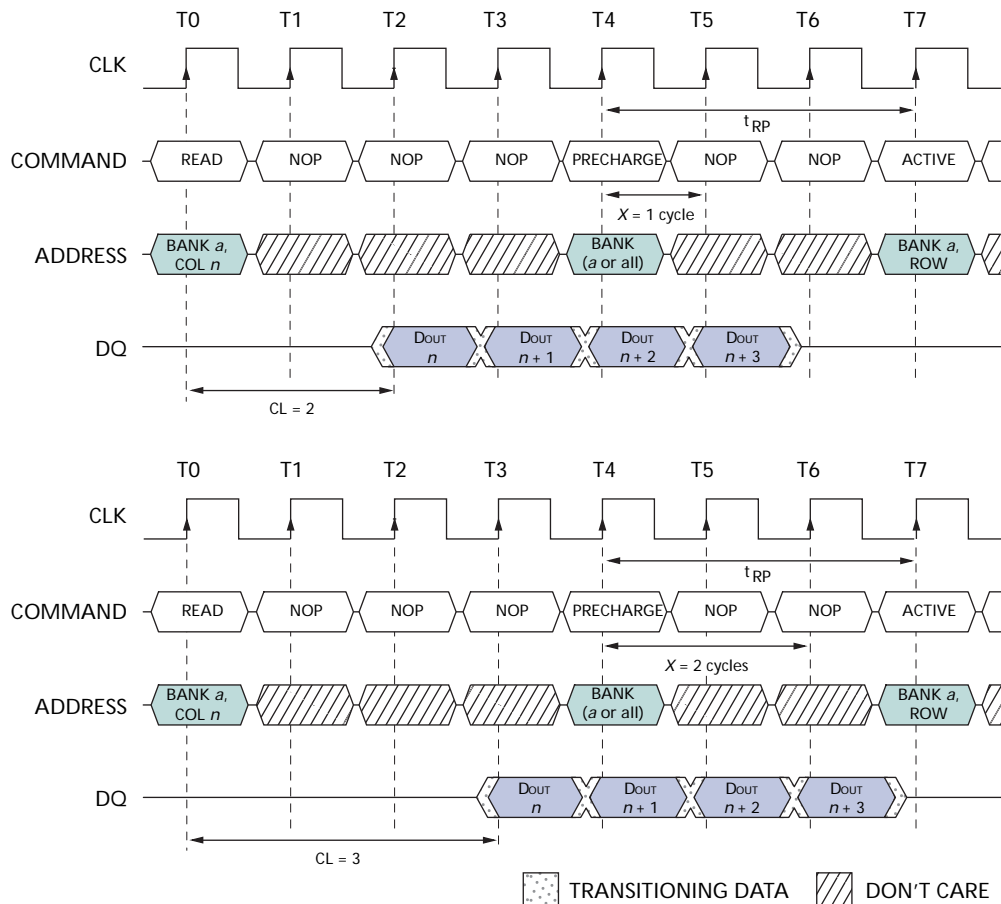 T0 T1 T2 T3 T4 T5 T6 T7
CLK
t RP
COMMAND READ NOP NOP NOP PRECHARGE NOP NOP ACTIVE
X = 1 cycle
ADDRESS BANK a, COL n BANK (a or all) BANK a, ROW
DQ DOUT n DOUT n + 1 DOUT n + 2 DOUT n + 3
CL = 2
T0 T1 T2 T3 T4 T5 T6 T7
CLK
t RP
COMMAND READ NOP NOP NOP PRECHARGE NOP NOP ACTIVE
X = 2 cycles
ADDRESS BANK a, COL n BANK (a or all) BANK a, ROW
DQ DOUT n DOUT n + 1 DOUT n + 2 DOUT n + 3
CL = 3
TRANSITIONING DATA DON'T CARE